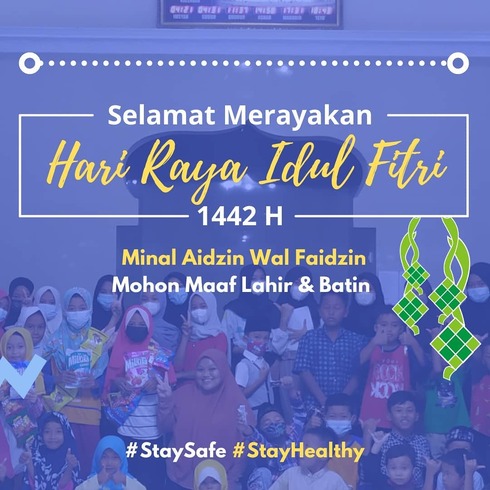 Selamat Merayakan
Hari Raya Idul Fitri
1442 H
Minal Aidzin Wal Faidzin
Mohon Maaf Lahir & Batin
#StaySafe #StayHealthy